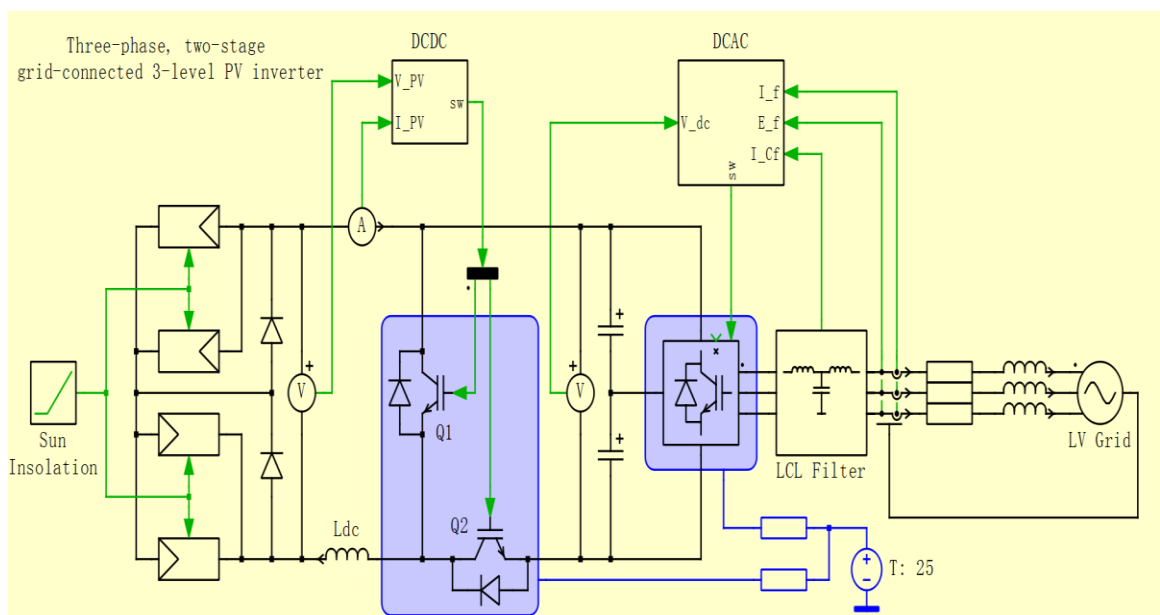 Three-phase, two-stage
grid-connected 3-level PV inverter
DCDC
DCAC
V_PV
sw
I_PV
V_dc
I_f
E_f
I_Cf
sw
A
V
V
Q1
Q2
Ldc
Sun
Insolation
LCL Filter
LV Grid
T: 25